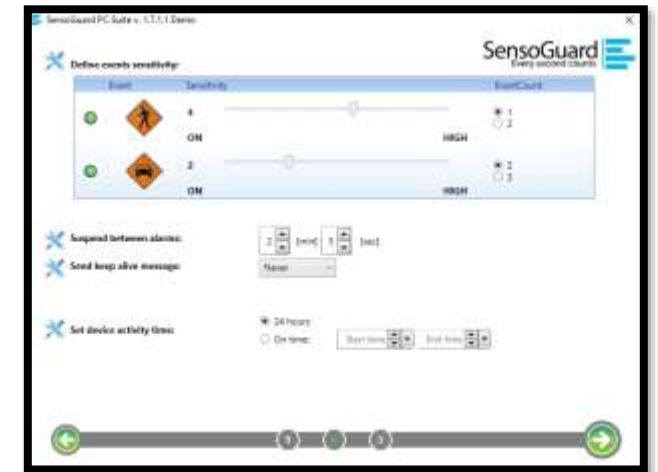 SensoGuard PC Suite v. 1.7.1.1 Demo
SensoGuard
Every second counts
Define events sensitivity:
Event Sensitivity EventCount
4
ON HIGH
1
2
2
ON HIGH
2
3
Suspend between alarms:
2 [min] [sec]
Send keep alive message:
Never
Set device activity time:
24 hours
On time: Start time End time
1
3